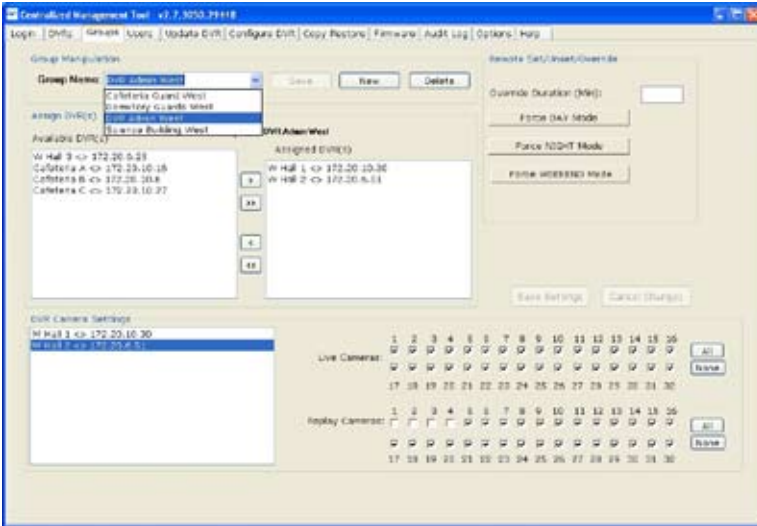 Centralized Management Tool v2.7.3050.29118
Login DVRs Groups Users Update DVR Configure DVR Copy Restore Firmware Audit Log Options Help
Group Manipulation
Group Name: DVR Admin West Save New Delete
Cafeteria Guard West
Dormitory Guards West
DVR Admin West
Science Building West
Remote Set/Unset/Override
Override Duration (Min):
Force DAY Mode
Force NIGHT Mode
Force WEEKEND Mode
Assign DVR(s)
DVR Admin West
Available DVR(s)
Assigned DVR(s)
W Hall 3 <> 172.20.6.23
Cafeteria A <> 172.23.10.16
Cafeteria B <> 172.20.10.6
Cafeteria C <> 172.23.10.27
W Hall 1 <> 172.20.10.30
W Hall 2 <> 172.20.6.51
>
>>
<
<<
Save Settings Cancel Changes
DVR Camera Settings
W Hall 1 <> 172.20.10.30
W Hall 2 <> 172.20.6.51
1 2 3 4 5 6 7 8 9 10 11 12 13 14 15 16
Live Cameras: All
None
17 18 19 20 21 22 23 24 25 26 27 28 29 30 31 32
1 2 3 4 5 6 7 8 9 10 11 12 13 14 15 16
Replay Cameras: All
None
17 18 19 20 21 22 23 24 25 26 27 28 29 30 31 32